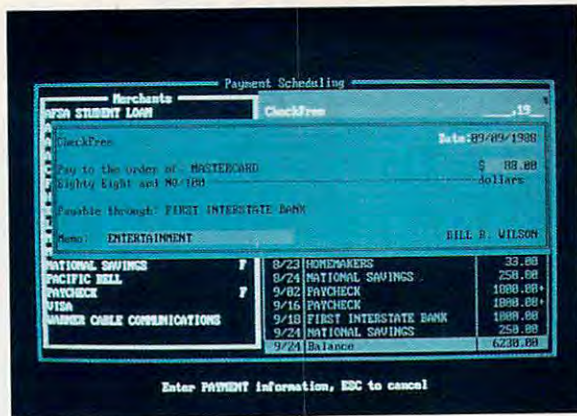 Payment Scheduling
Merchants
AFSA STUDENT LOAN
CheckFree ,19
CheckFree Date:09/09/1988
Pay to the order of: MASTERCARD $ 88.00
Eighty Eight and NO/100 dollars
Payable through: FIRST INTERSTATE BANK
Memo: ENTERTAINMENT BILL R. WILSON
NATIONAL SAVINGS F
PACIFIC BELL
PAYCHECK F
VISA
WARNER CABLE COMMUNICATIONS
8/23 HOMEMAKERS 33.00
8/24 NATIONAL SAVING 250.00
9/02 PAYCHECK 1800.00+
9/16 PAYCHECK 1800.00+
9/18 FIRST INTERSTATE BANK 1000.00
9/24 NATIONAL SAVING 250.00
9/24 Balance 6230.00
Enter PAYMENT information, ESC to cancel